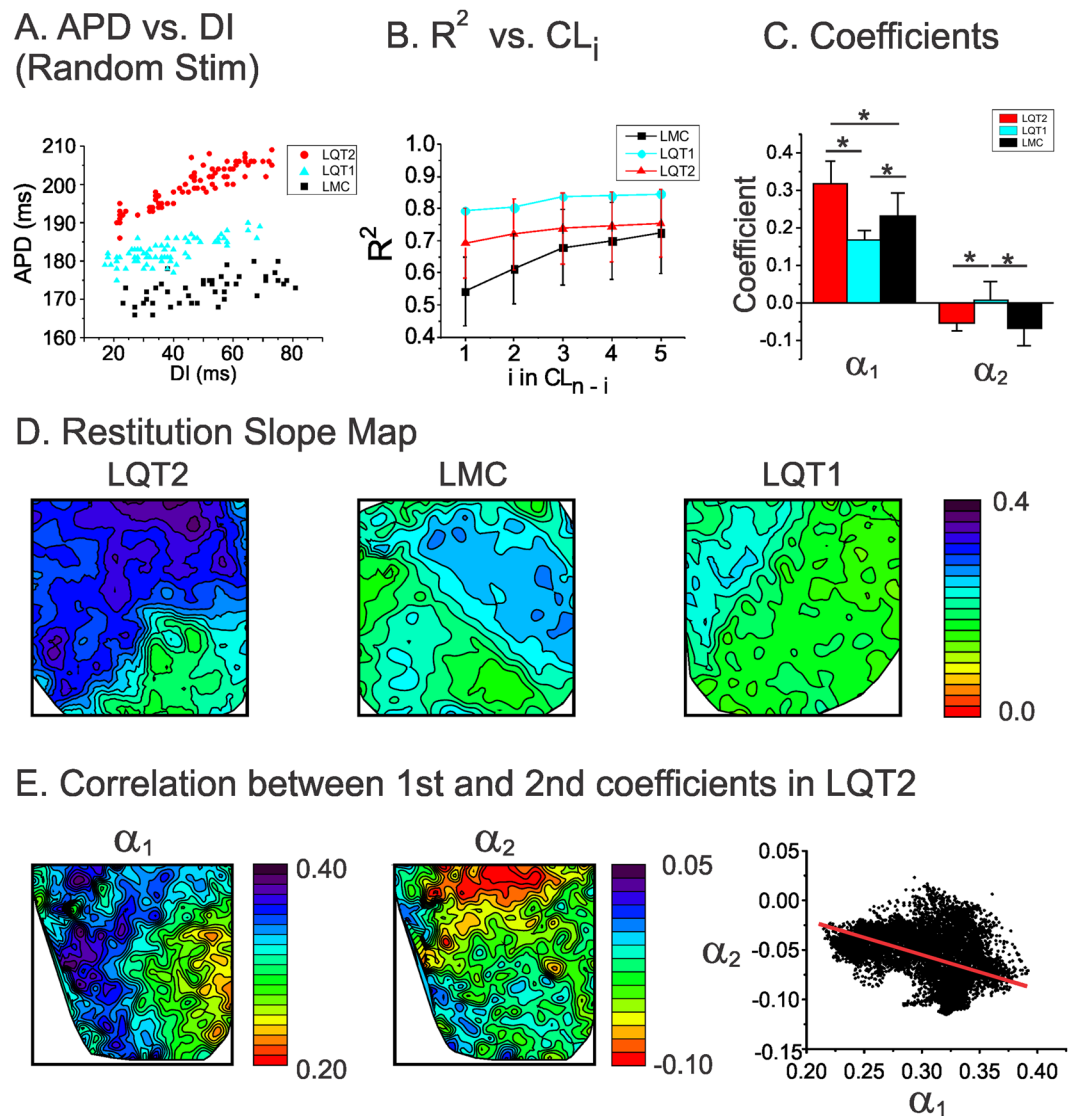 A. APD vs. DI
(Random Stim)
B. R² vs. CLi
C. Coefficients
APD (ms)
210
200
190
180
170
160
20 40 60 80
DI (ms)
LQT2
LQT1
LMC
R²
1.0
0.9
0.8
0.7
0.6
0.5
0.4
1 2 3 4 5
i in CLn - i
LMC
LQT1
LQT2
Coefficient
0.4
0.3
0.2
0.1
0.0
-0.1
* * * * *
α1 α2
LQT2
LQT1
LMC
D. Restitution Slope Map
LQT2 LMC LQT1
0.4
0.0
E. Correlation between 1st and 2nd coefficients in LQT2
α1
0.40
0.20
α2
0.05
-0.10
α2
0.05
0.00
-0.05
-0.10
-0.15
0.20 0.25 0.30 0.35 0.40
α1